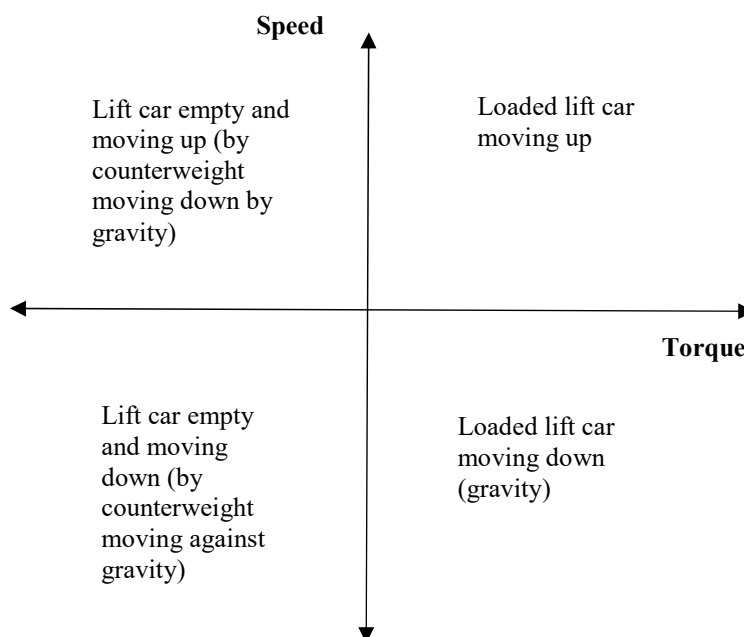 Speed
Lift car empty and
moving up (by
counterweight
moving down by
gravity)
Loaded lift car
moving up
Torque
Lift car empty
and moving
down (by
counterweight
moving against
gravity)
Loaded lift car
moving down
(gravity)